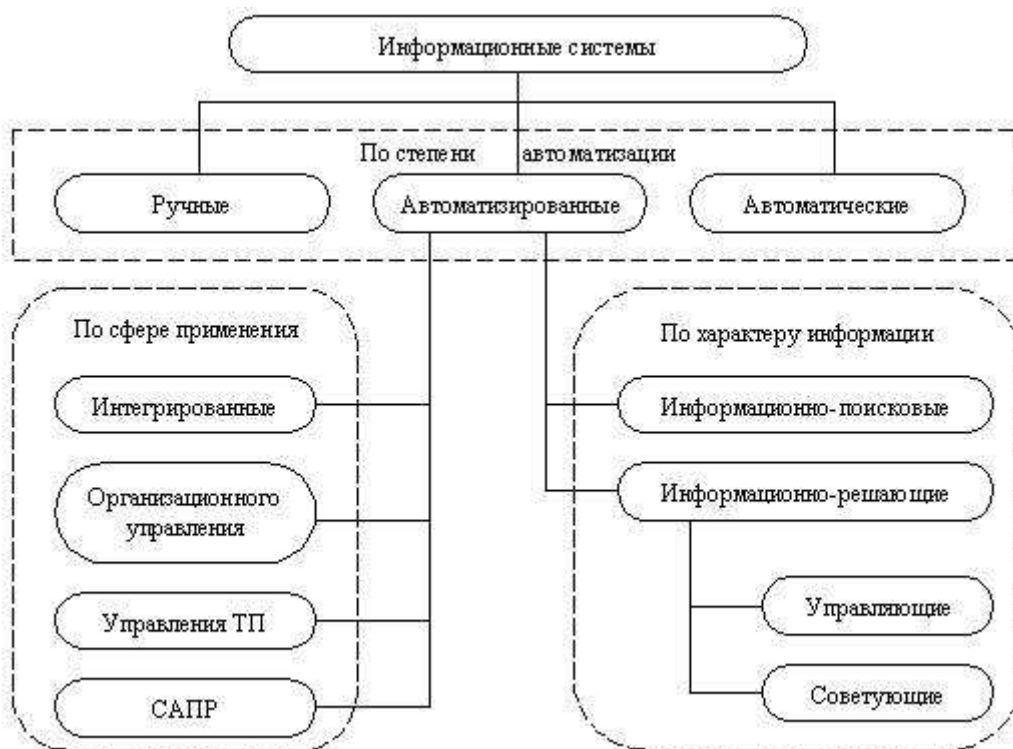 Информационные системы
По степени автоматизации
Ручные
Автоматизированные
Автоматические
По сфере применения
Интегрированные
Организационного
управления
Управления ТП
САПР
По характеру информации
Информационно-поисковые
Информационно-решающие
Управляющие
Советующие